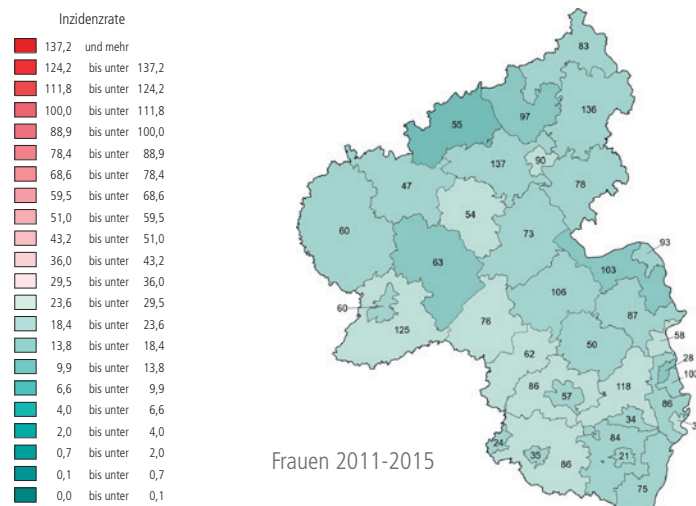 Inzidenzrate
137,2 und mehr
124,2 bis unter 137,2
111,8 bis unter 124,2
100,0 bis unter 111,8
88,9 bis unter 100,0
78,4 bis unter 88,9
68,6 bis unter 78,4
59,5 bis unter 68,6
51,0 bis unter 59,5
43,2 bis unter 51,0
36,0 bis unter 43,2
29,5 bis unter 36,0
23,6 bis unter 29,5
18,4 bis unter 23,6
13,8 bis unter 18,4
9,9 bis unter 13,8
6,6 bis unter 9,9
4,0 bis unter 6,6
2,0 bis unter 4,0
0,7 bis unter 2,0
0,1 bis unter 0,7
0,0 bis unter 0,1
83
136
97
55
137
90
78
47
54
60
73
93
63
103
106
87
60
125
76
58
50
62
28
103
86
57
118
86
34
24
84
35
86
21
75
Frauen 2011-2015